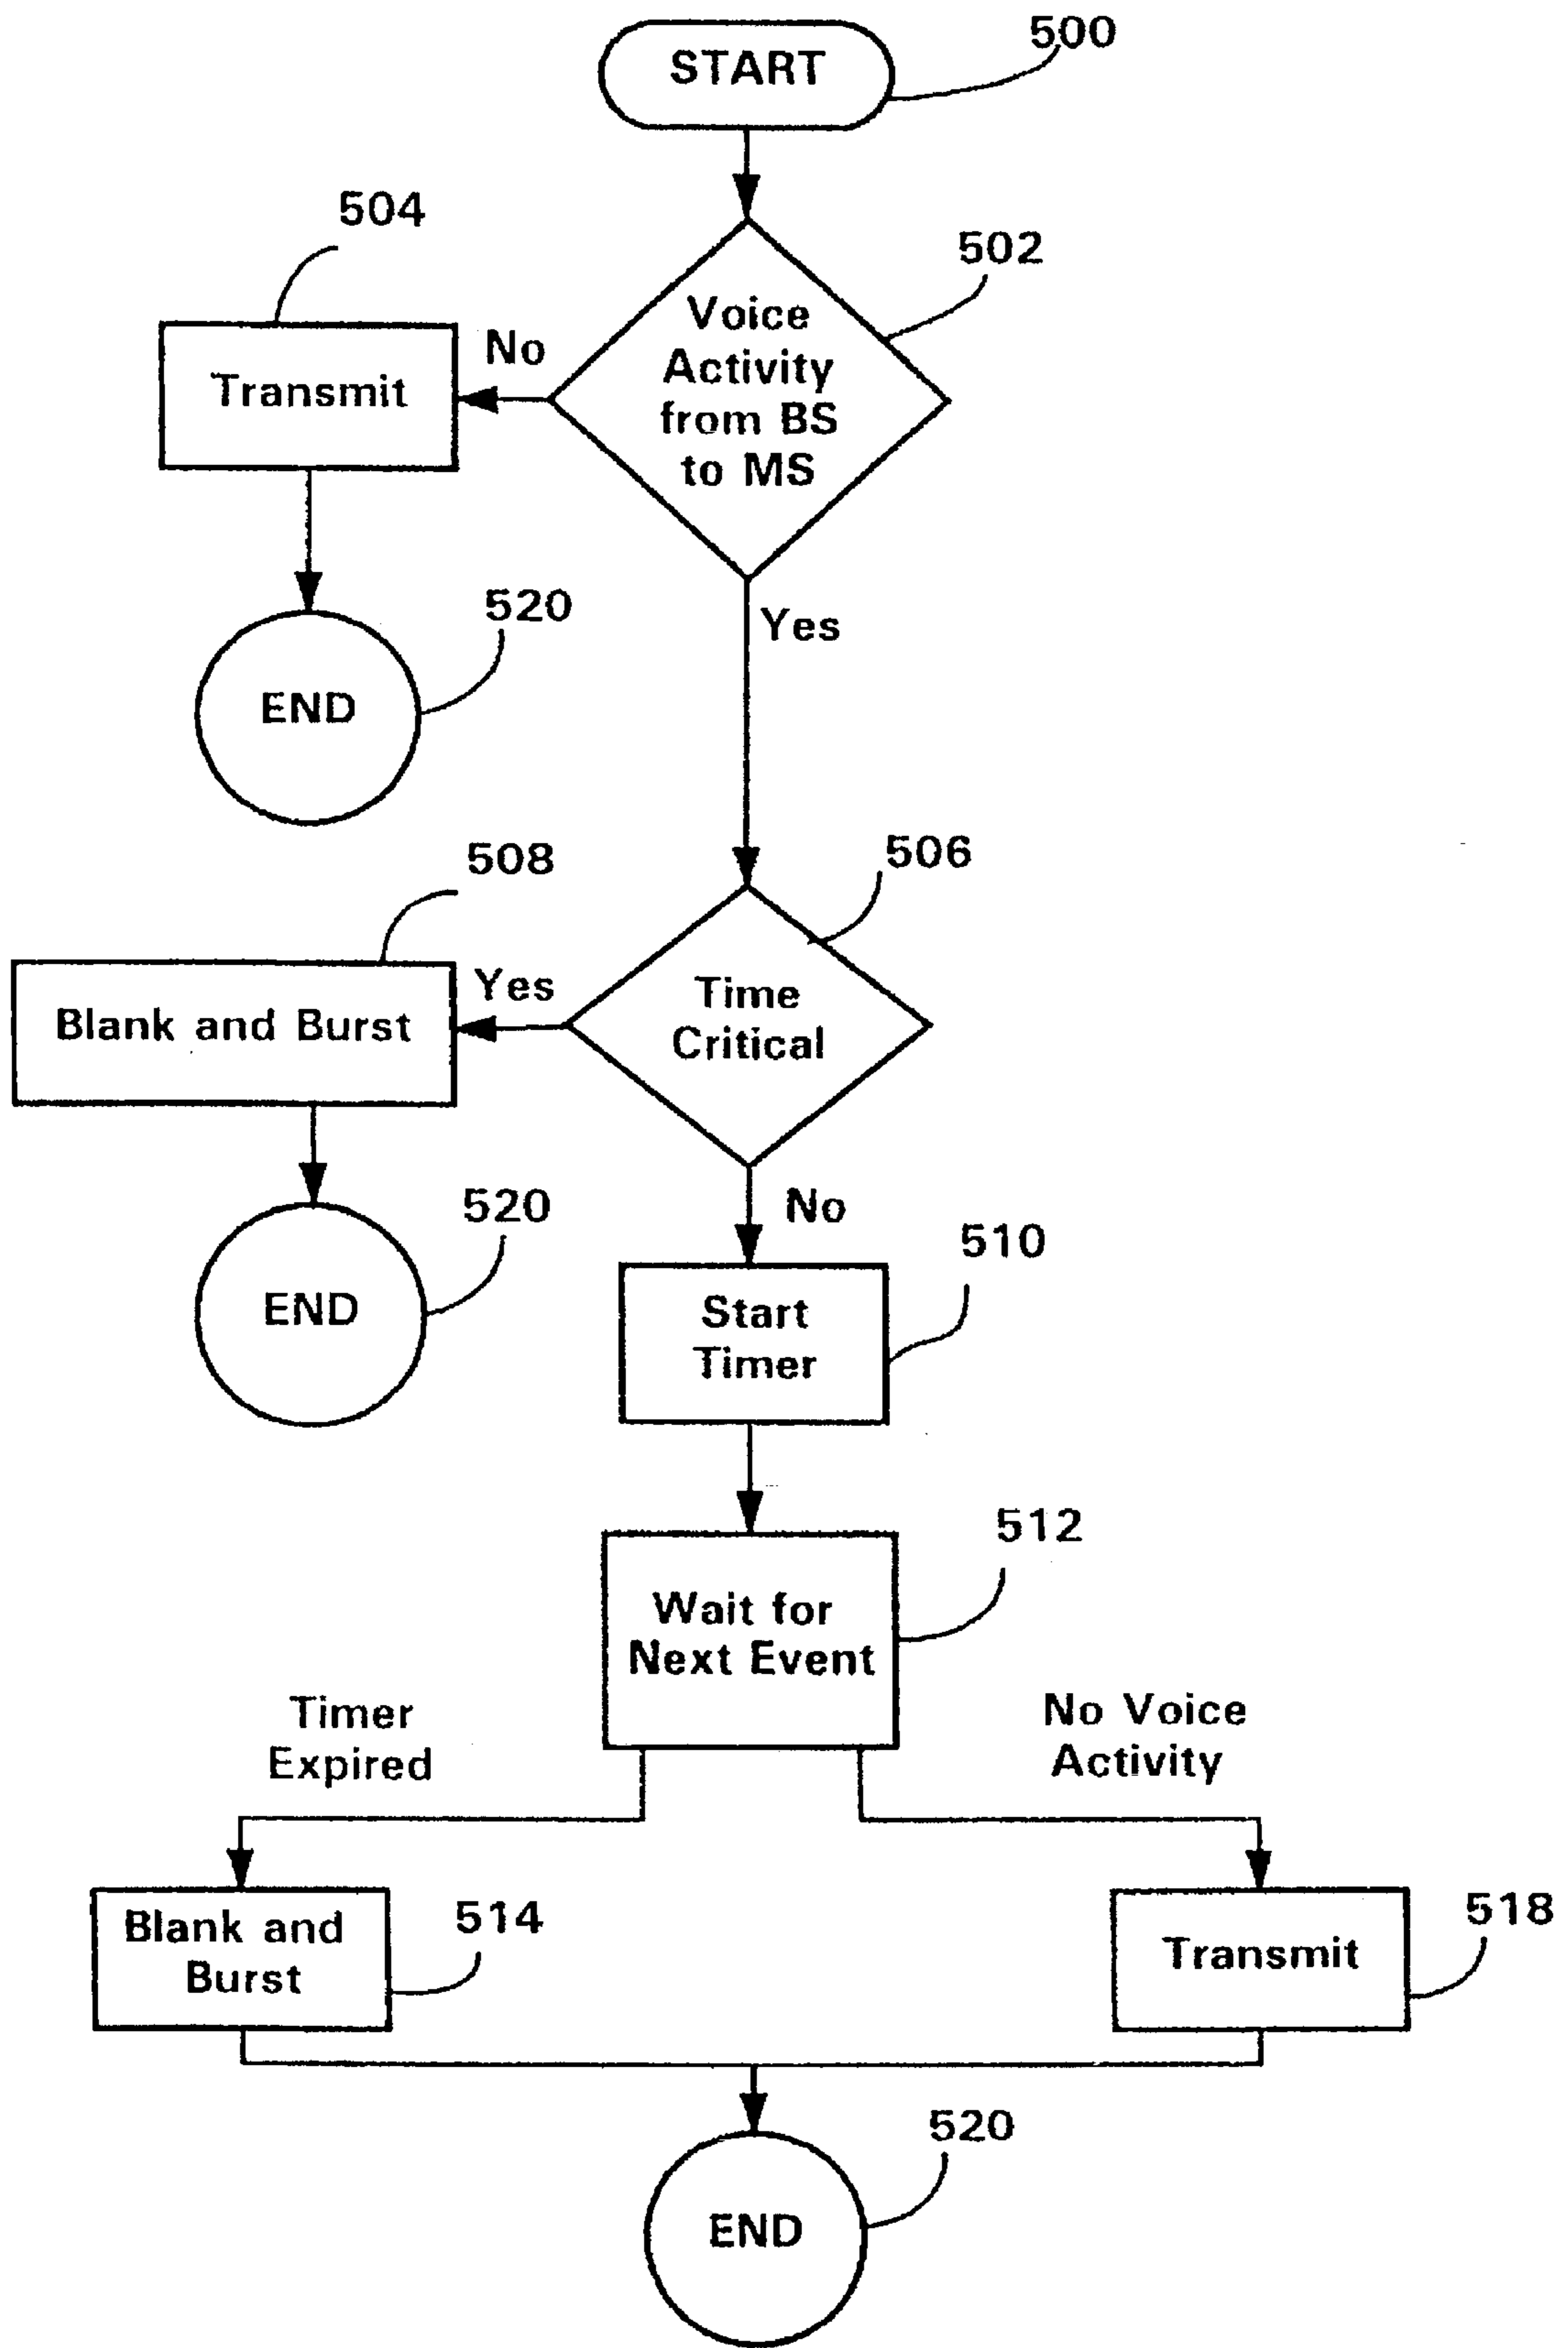 START
500
504
502
Voice
Activity
from BS
to MS
No
Transmit
520
Yes
END
508
506
Yes
Time
Critical
Blank and Burst
520
No
510
END
Start
Timer
512
Wait for
Next Event
Timer
Expired
No Voice
Activity
514
518
Blank and
Burst
Transmit
520
END